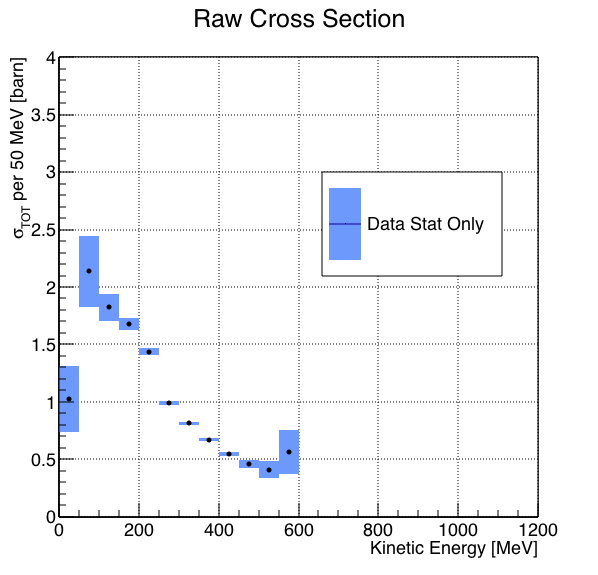 Raw Cross Section
σTOT per 50 MeV [barn]
4
3.5
3
2.5
2
1.5
1
0.5
0
Data Stat Only
0 200 400 600 800 1000 1200
Kinetic Energy [MeV]